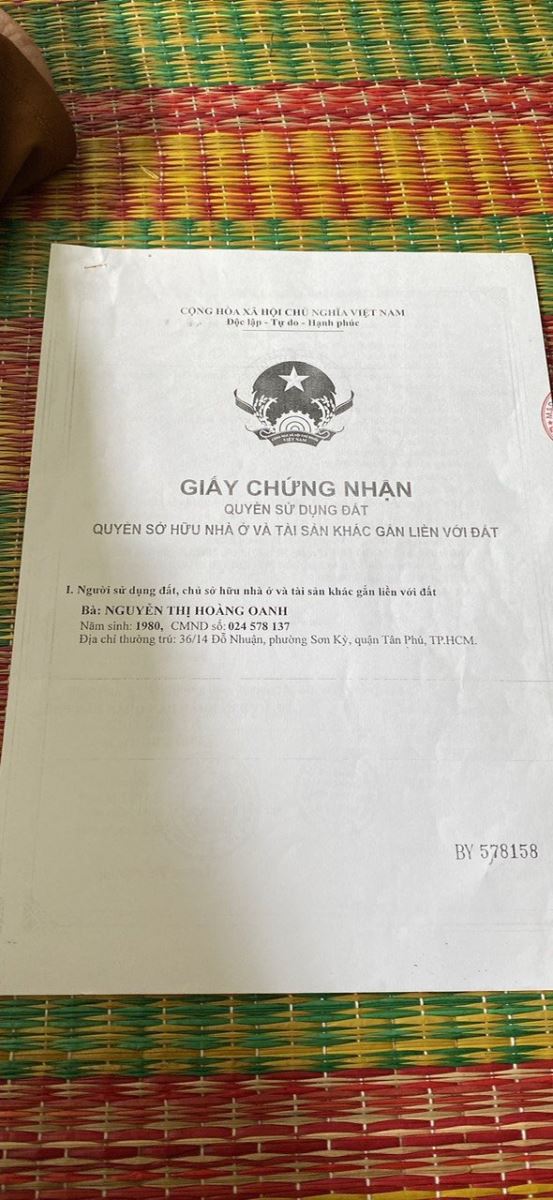 CỘNG HÒA XÃ HỘI CHỦ NGHĨA VIỆT NAM
Độc lập - Tự do - Hạnh phúc
VIỆT NAM
GIẤY CHỨNG NHẬN
QUYỀN SỬ DỤNG ĐẤT
QUYỀN SỞ HỮU NHÀ Ở VÀ TÀI SẢN KHÁC GẮN LIỀN VỚI ĐẤT
I. Người sử dụng đất, chủ sở hữu nhà ở và tài sản khác gắn liền với đất
Bà: NGUYỄN THỊ HOÀNG OANH
Năm sinh: 1980, CMND số: 024 578 137
Địa chỉ thường trú: 36/14 Đỗ Nhuận, phường Sơn Kỳ, quận Tân Phú, TP.HCM.
BY 578158